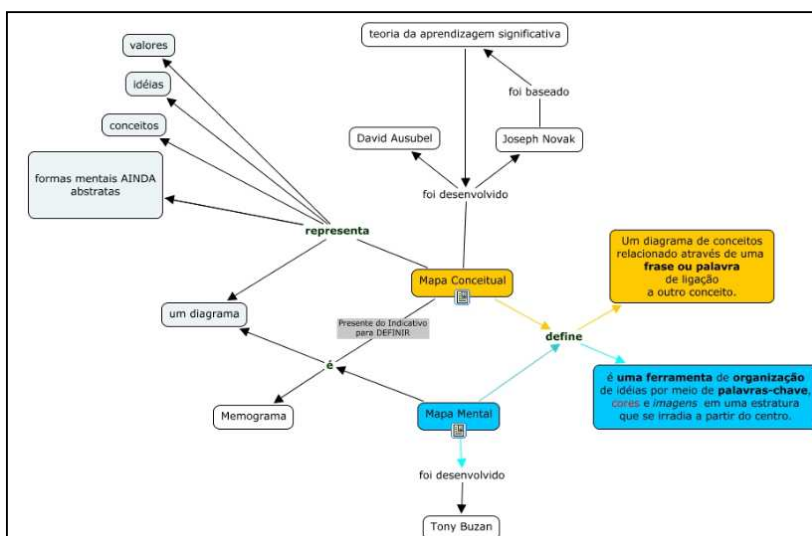 valores
teoria da aprendizagem significativa
idéias
foi baseado
conceitos
David Ausubel
Joseph Novak
formas mentais AINDA
abstratas
foi desenvolvido
representa
Um diagrama de conceitos
relacionado através de uma
frase ou palavra
de ligação
a outro conceito.
Mapa Conceitual
um diagrama
Presente do Indicativo
para DEFINIR
define
é
é uma ferramenta de organização
de idéias por meio de palavras-chave,
cores e imagens em uma estratura
que se irradia a partir do centro.
Memograma
Mapa Mental
foi desenvolvido
Tony Buzan